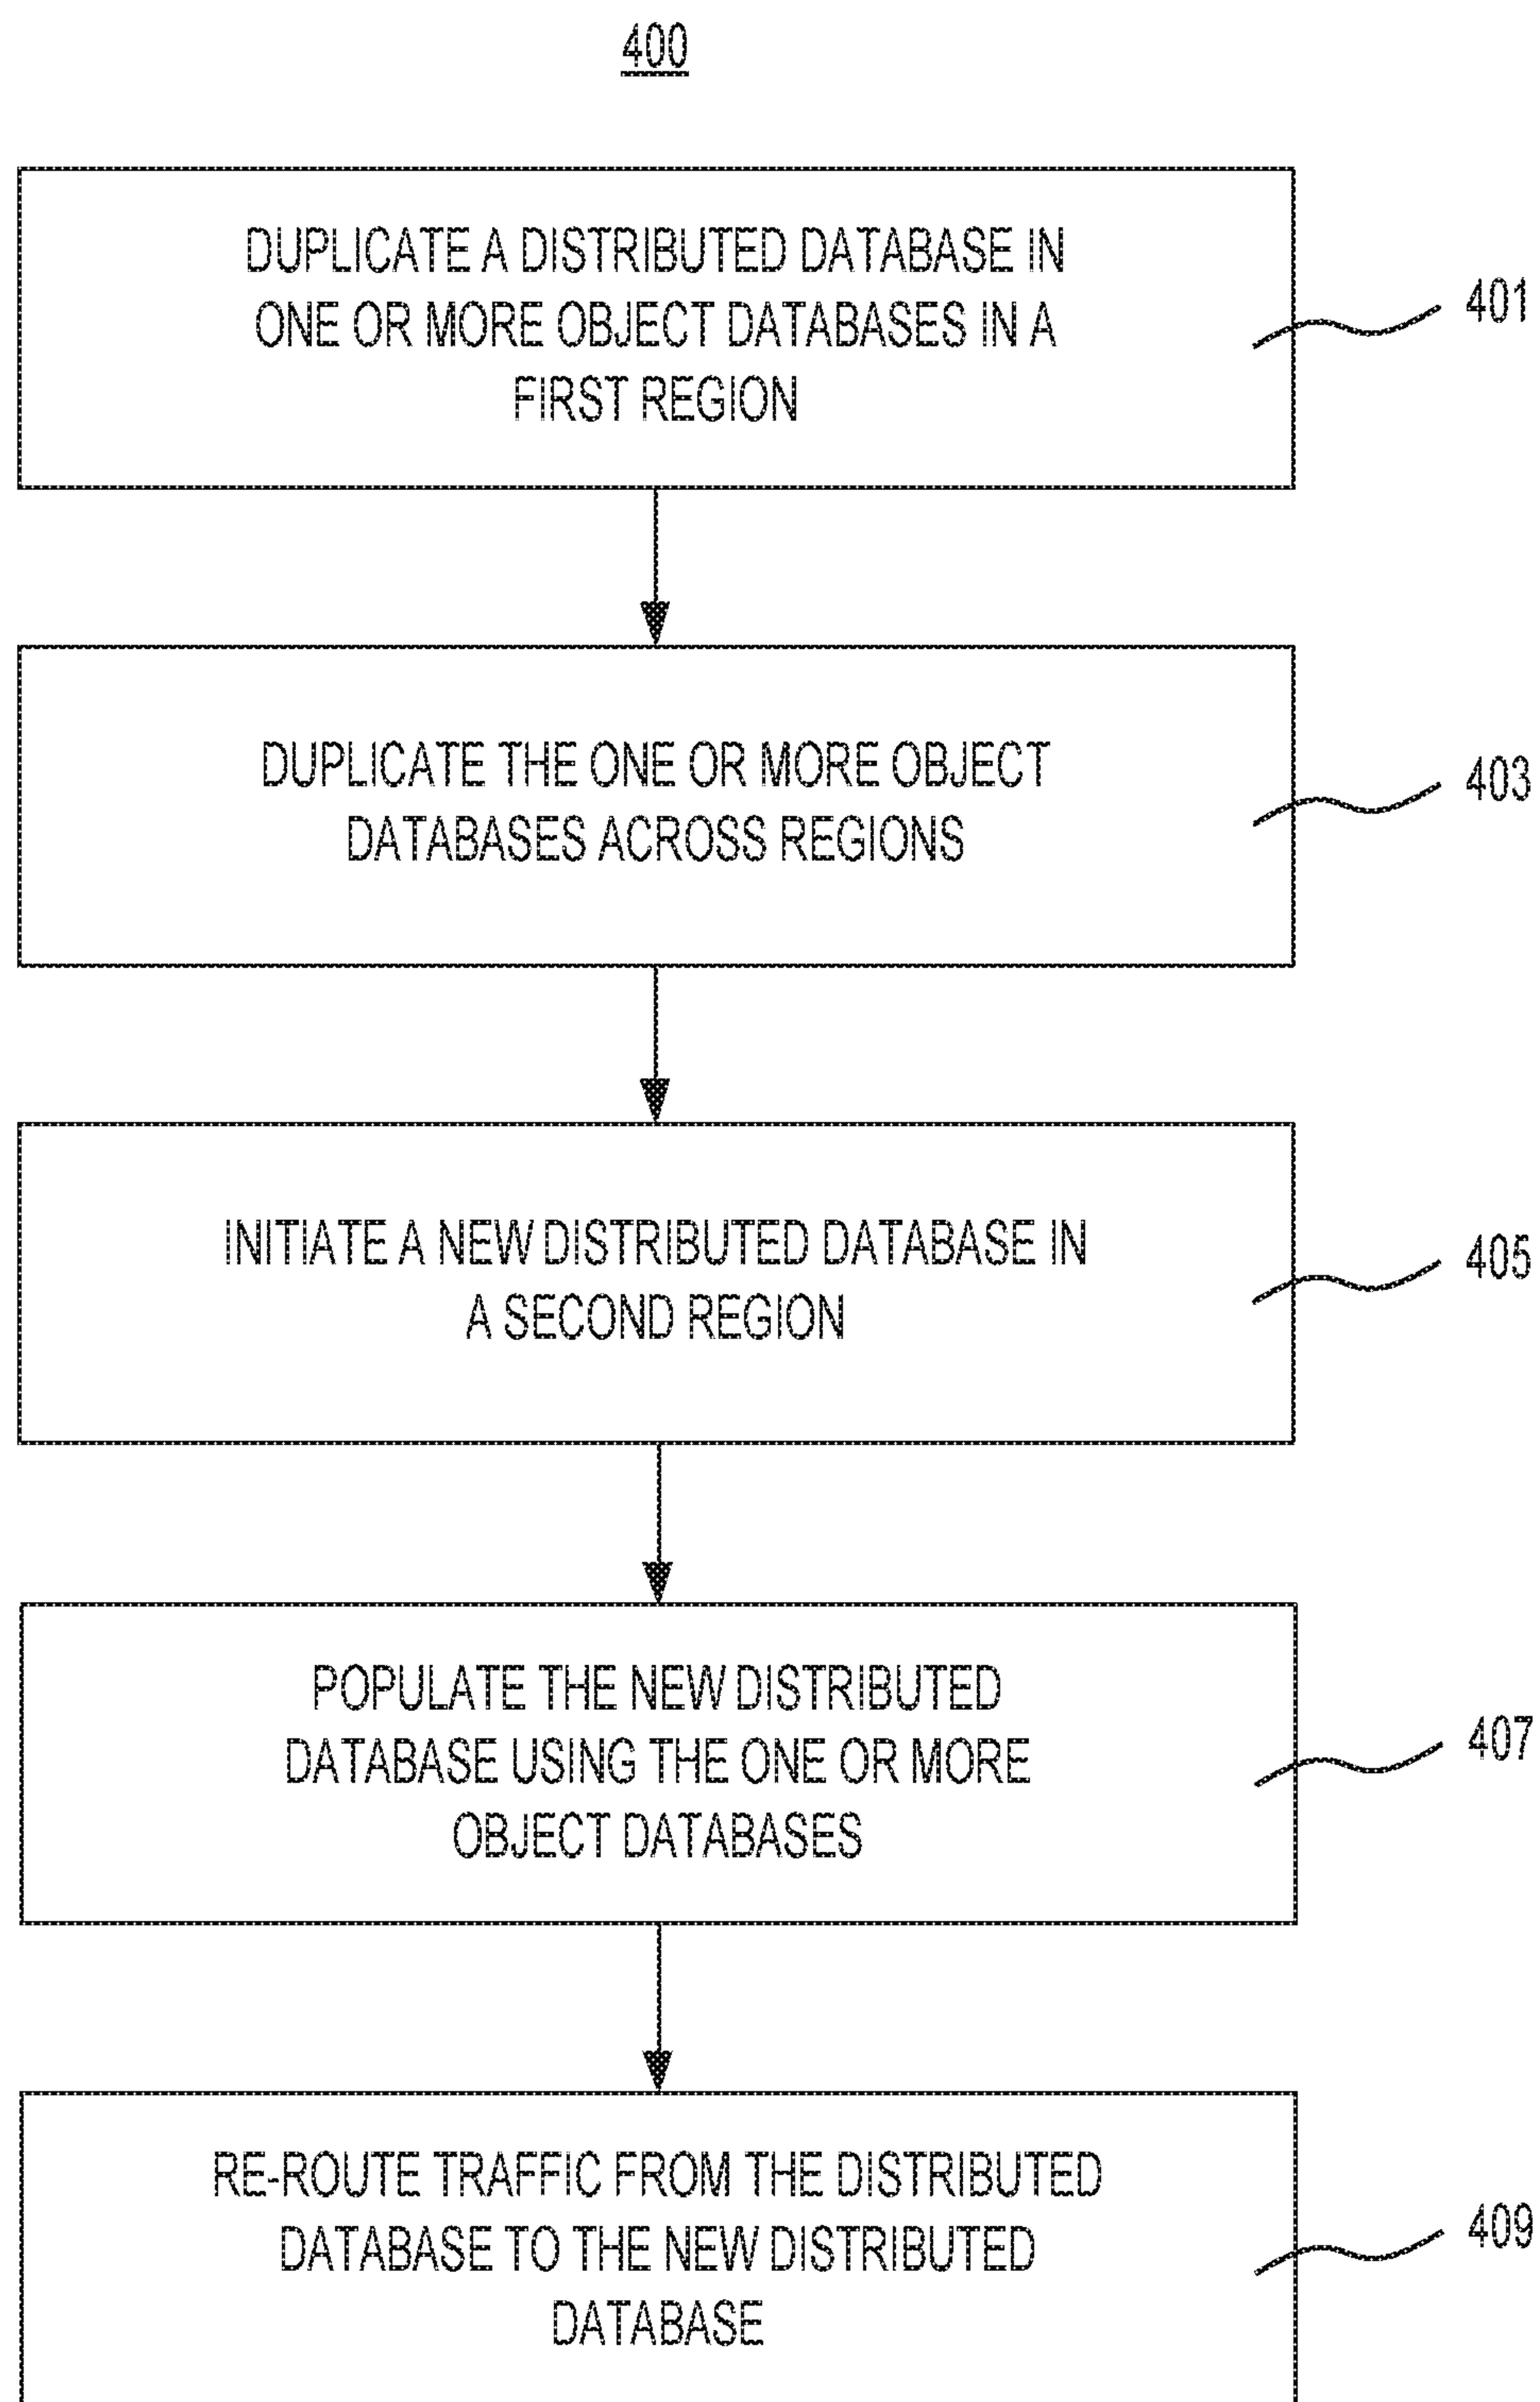 400
DUPLICATE A DISTRIBUTED DATABASE IN
ONE OR MORE OBJECT DATABASES IN A
FIRST REGION
401
DUPLICATE THE ONE OR MORE OBJECT
DATABASES ACROSS REGIONS
403
INITIATE A NEW DISTRIBUTED DATABASE IN
A SECOND REGION
405
POPULATE THE NEW DISTRIBUTED
DATABASE USING THE ONE OR MORE
OBJECT DATABASES
407
RE-ROUTE TRAFFIC FROM THE DISTRIBUTED
DATABASE TO THE NEW DISTRIBUTED
DATABASE
409